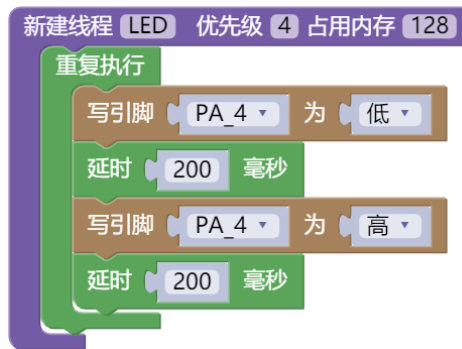 新建线程 LED 优先级 4 占用内存 128
重复执行
写引脚 PA_4 为 低
延时 200 毫秒
写引脚 PA_4 为 高
延时 200 毫秒